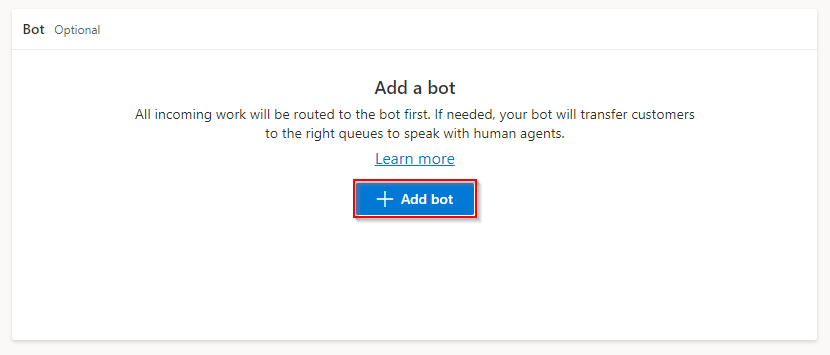 Bot Optional
Add a bot
All incoming work will be routed to the bot first. If needed, your bot will transfer customers
to the right queues to speak with human agents.
Learn more
Add bot